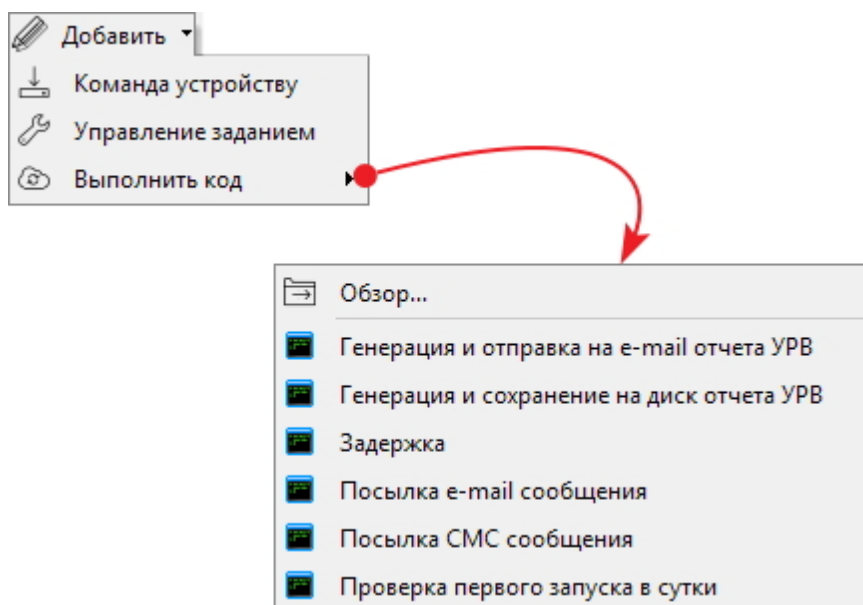 Добавить
Команда устройству
Управление заданием
Выполнить код
Обзор...
Генерация и отправка на e-mail отчета УРВ
Генерация и сохранение на диск отчета УРВ
Задержка
Посылка e-mail сообщения
Посылка СМС сообщения
Проверка первого запуска в сутки